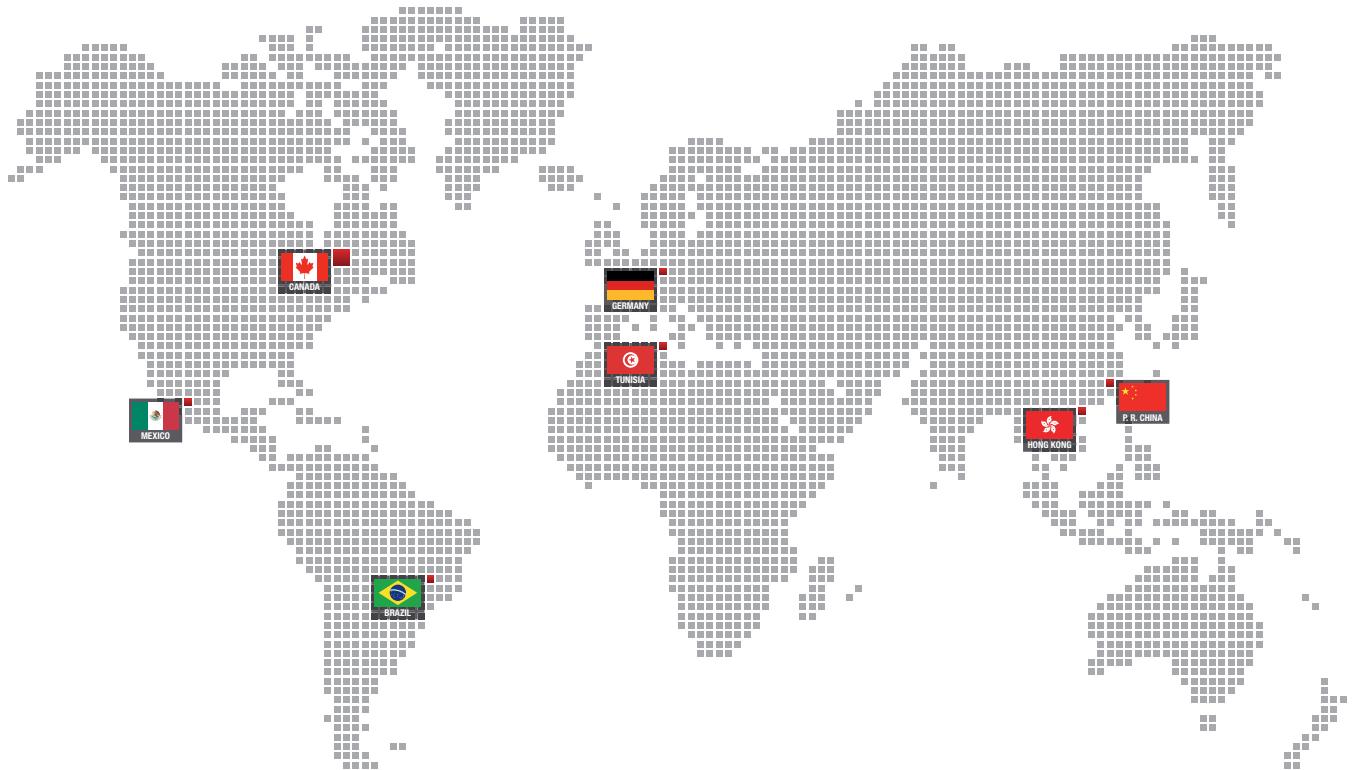 CANADA
GERMANY
TUNISIA
MEXICO
P. R. CHINA
HONG KONG
BRAZIL